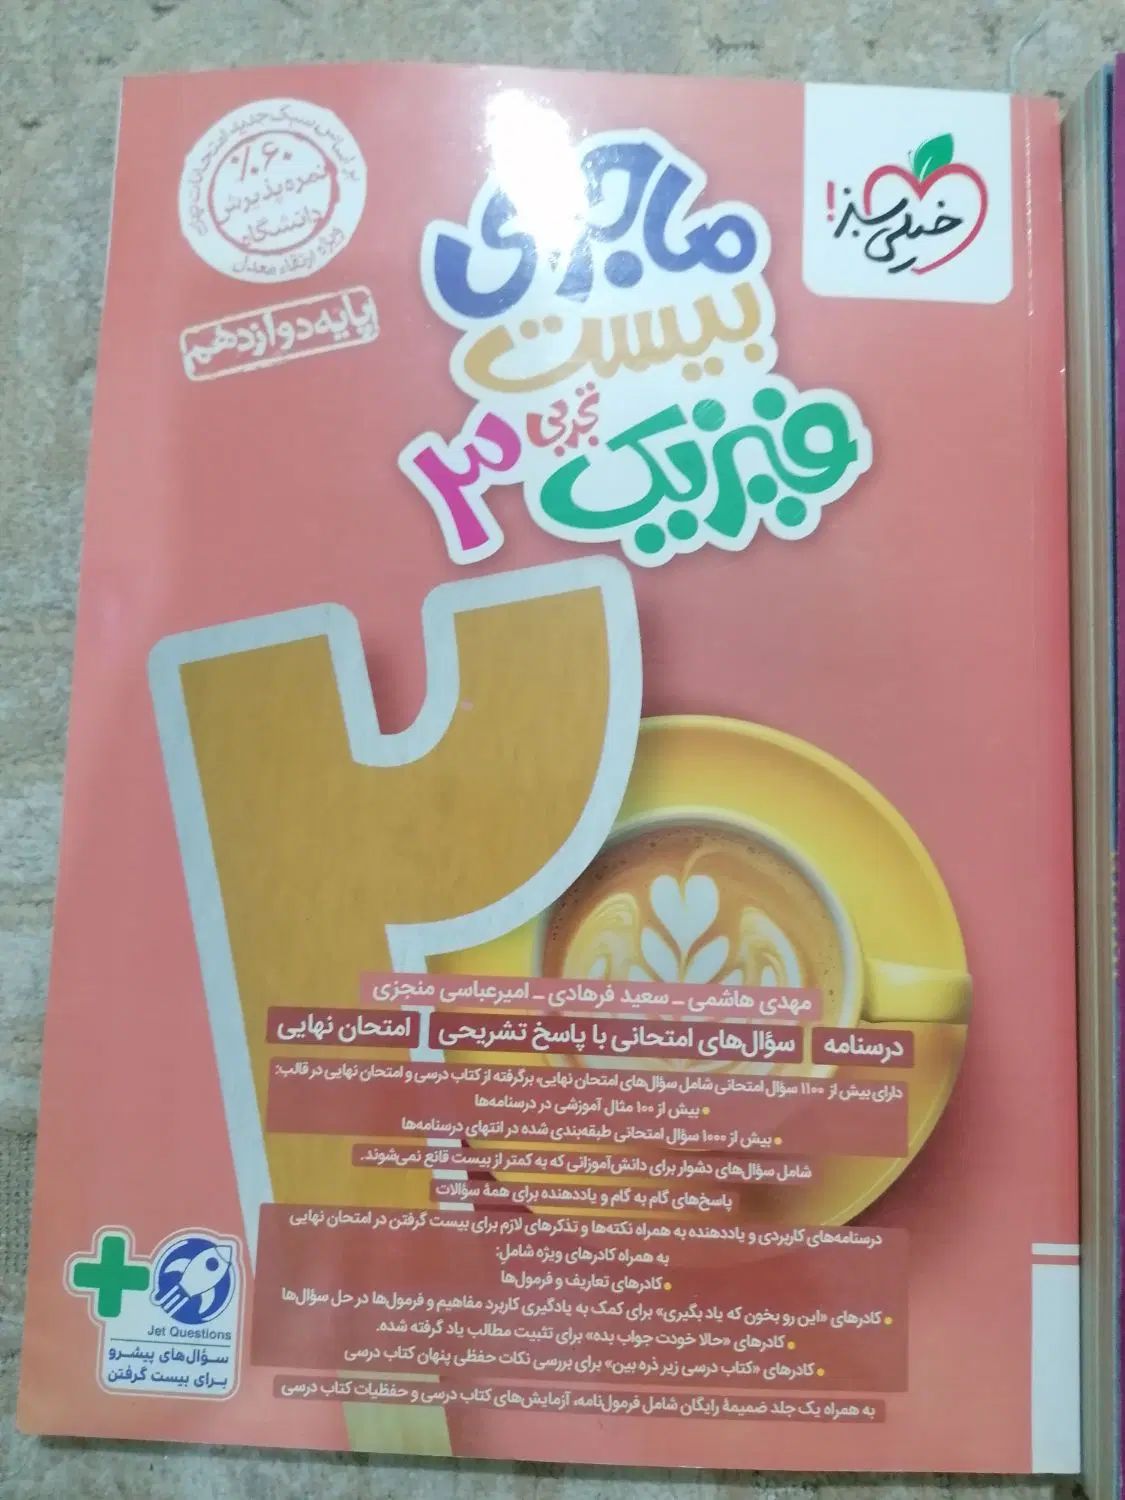 خیلی سبز!
ماجرای
بیست
فیزیک تجربی ۳
براساس سبک جدید امتحانات نهایی
۶۰٪
نمره پذیرش
دانشگاه
ویژه ارتقاء معدل
پایه دوازدهم
۲
مهدی هاشمی - سعید فرهادی - امیرعباسی منجزی
درسنامه
سؤال‌های امتحانی با پاسخ تشریحی
امتحان نهایی
دارای بیش از ۱۱۰۰ سؤال امتحانی شامل سؤال‌های امتحان نهایی، برگرفته از کتاب درسی و امتحان نهایی در قالب:
• بیش از ۱۰۰ مثال آموزشی در درسنامه‌ها
• بیش از ۱۰۰۰ سؤال امتحانی طبقه‌بندی شده در انتهای درسنامه‌ها
شامل سؤال‌های دشوار برای دانش‌آموزانی که به کمتر از بیست قانع نمی‌شوند.
پاسخ‌های گام به گام و یاددهنده برای همهٔ سؤالات
درسنامه‌های کاربردی و یاددهنده به همراه نکته‌ها و تذکرهای لازم برای بیست گرفتن در امتحان نهایی
به همراه کادرهای ویژه شامل:
• کادرهای تعاریف و فرمول‌ها
• کادرهای «این رو بخون که یاد بگیری» برای کمک به یادگیری کاربرد مفاهیم و فرمول‌ها در حل سؤال‌ها
• کادرهای «حالا خودت جواب بده» برای تثبیت مطالب یاد گرفته شده.
• کادرهای «کتاب درسی زیر ذره بین» برای بررسی نکات حفظی پنهان کتاب درسی
به همراه یک جلد ضمیمهٔ رایگان شامل فرمول‌نامه، آزمایش‌های کتاب درسی و حفظیات کتاب درسی
Jet Questions
سؤال‌های پیشرو
برای بیست گرفتن